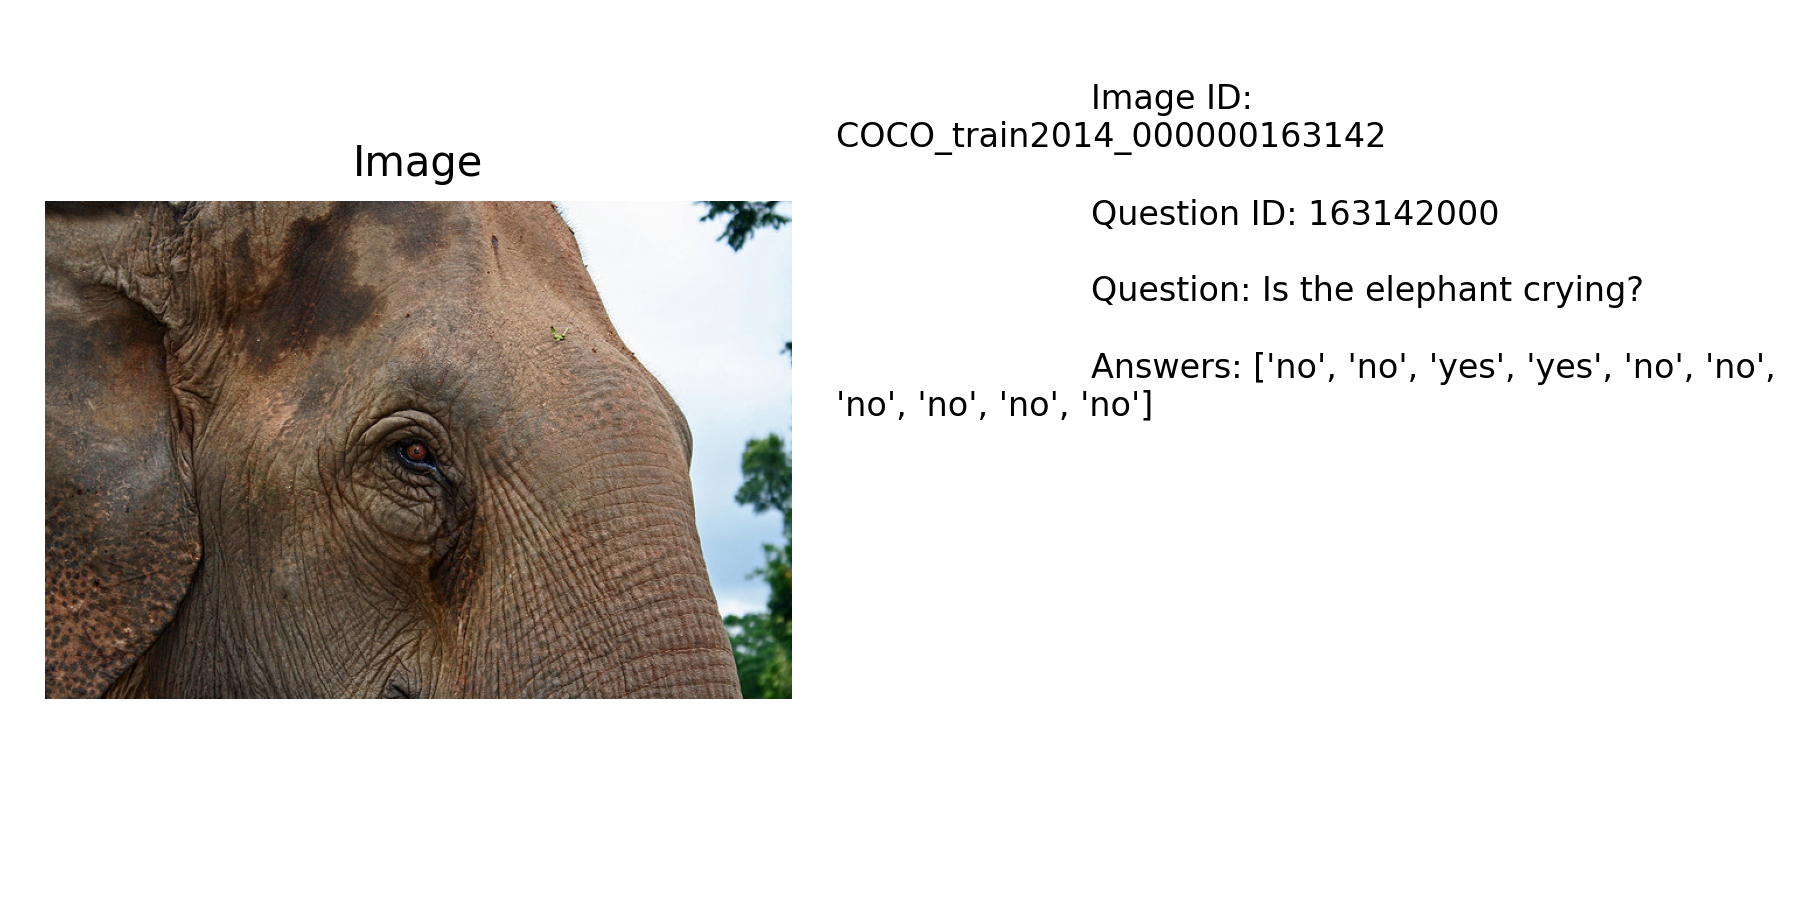 Image
Image ID:
COCO_train2014_000000163142
Question ID: 163142000
Question: Is the elephant crying?
Answers: ['no', 'no', 'yes', 'yes', 'no', 'no',
'no', 'no', 'no', 'no']